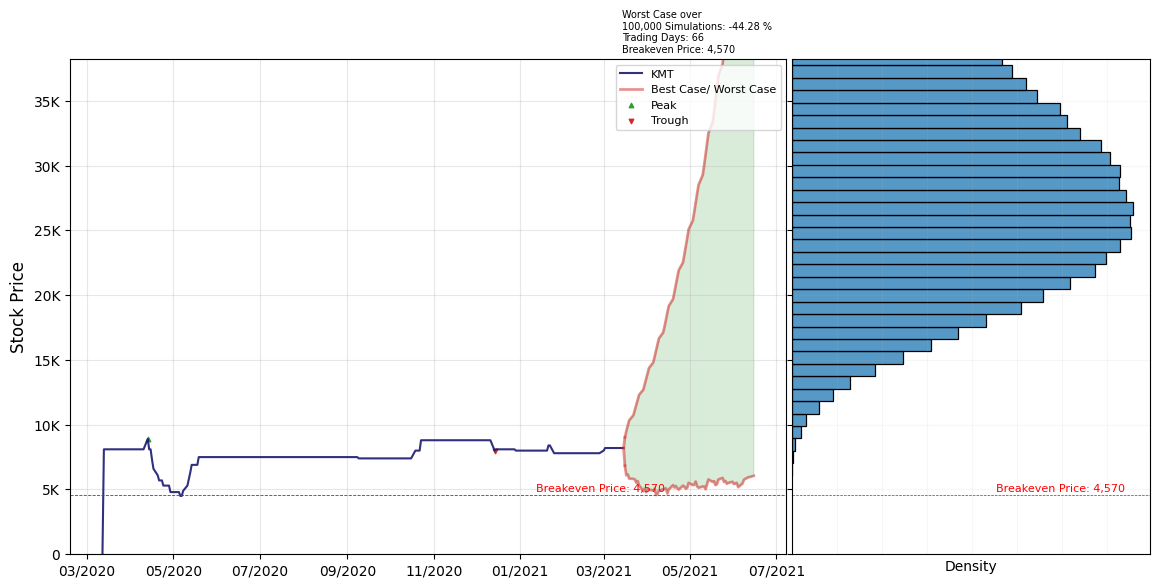 Worst Case over
100,000 Simulations: -44.28 %
Trading Days: 66
Breakeven Price: 4,570
KMT
Best Case/ Worst Case
Peak
Trough
Stock Price
35K
30K
25K
20K
15K
10K
5K
0
Breakeven Price: 4,570
Breakeven Price: 4,570
03/2020
05/2020
07/2020
09/2020
11/2020
01/2021
03/2021
05/2021
07/2021
Density